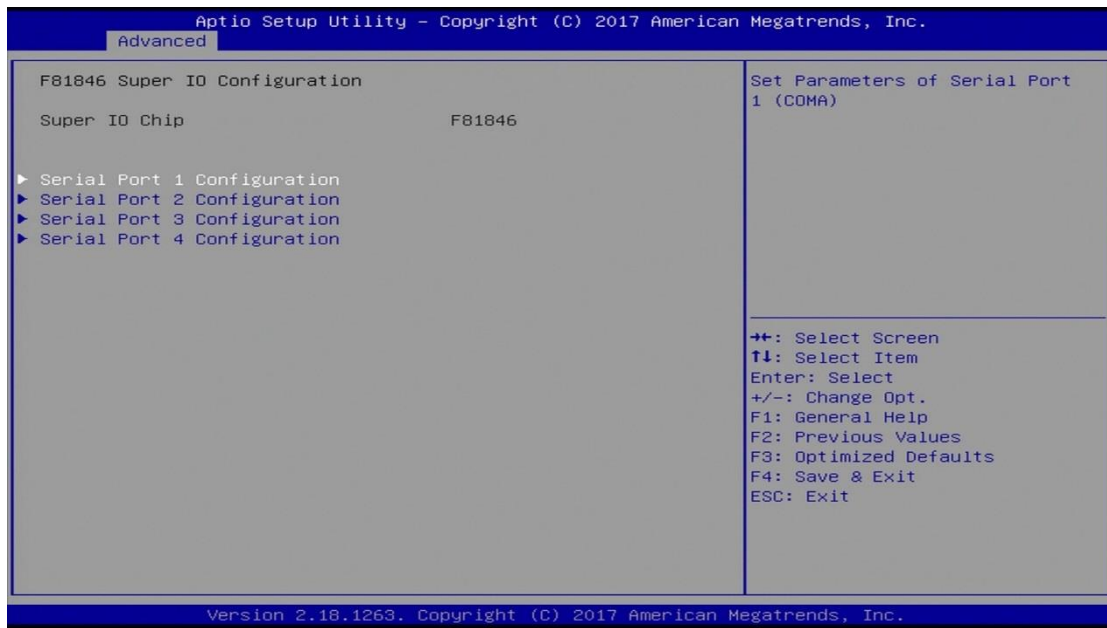 Aptio Setup Utility – Copyright (C) 2017 American Megatrends, Inc.
Advanced
F81846 Super IO Configuration
Super IO Chip F81846
► Serial Port 1 Configuration
► Serial Port 2 Configuration
► Serial Port 3 Configuration
► Serial Port 4 Configuration
Set Parameters of Serial Port
1 (COMA)
→←: Select Screen
↑↓: Select Item
Enter: Select
+/-: Change Opt.
F1: General Help
F2: Previous Values
F3: Optimized Defaults
F4: Save & Exit
ESC: Exit
Version 2.18.1263. Copyright (C) 2017 American Megatrends, Inc.